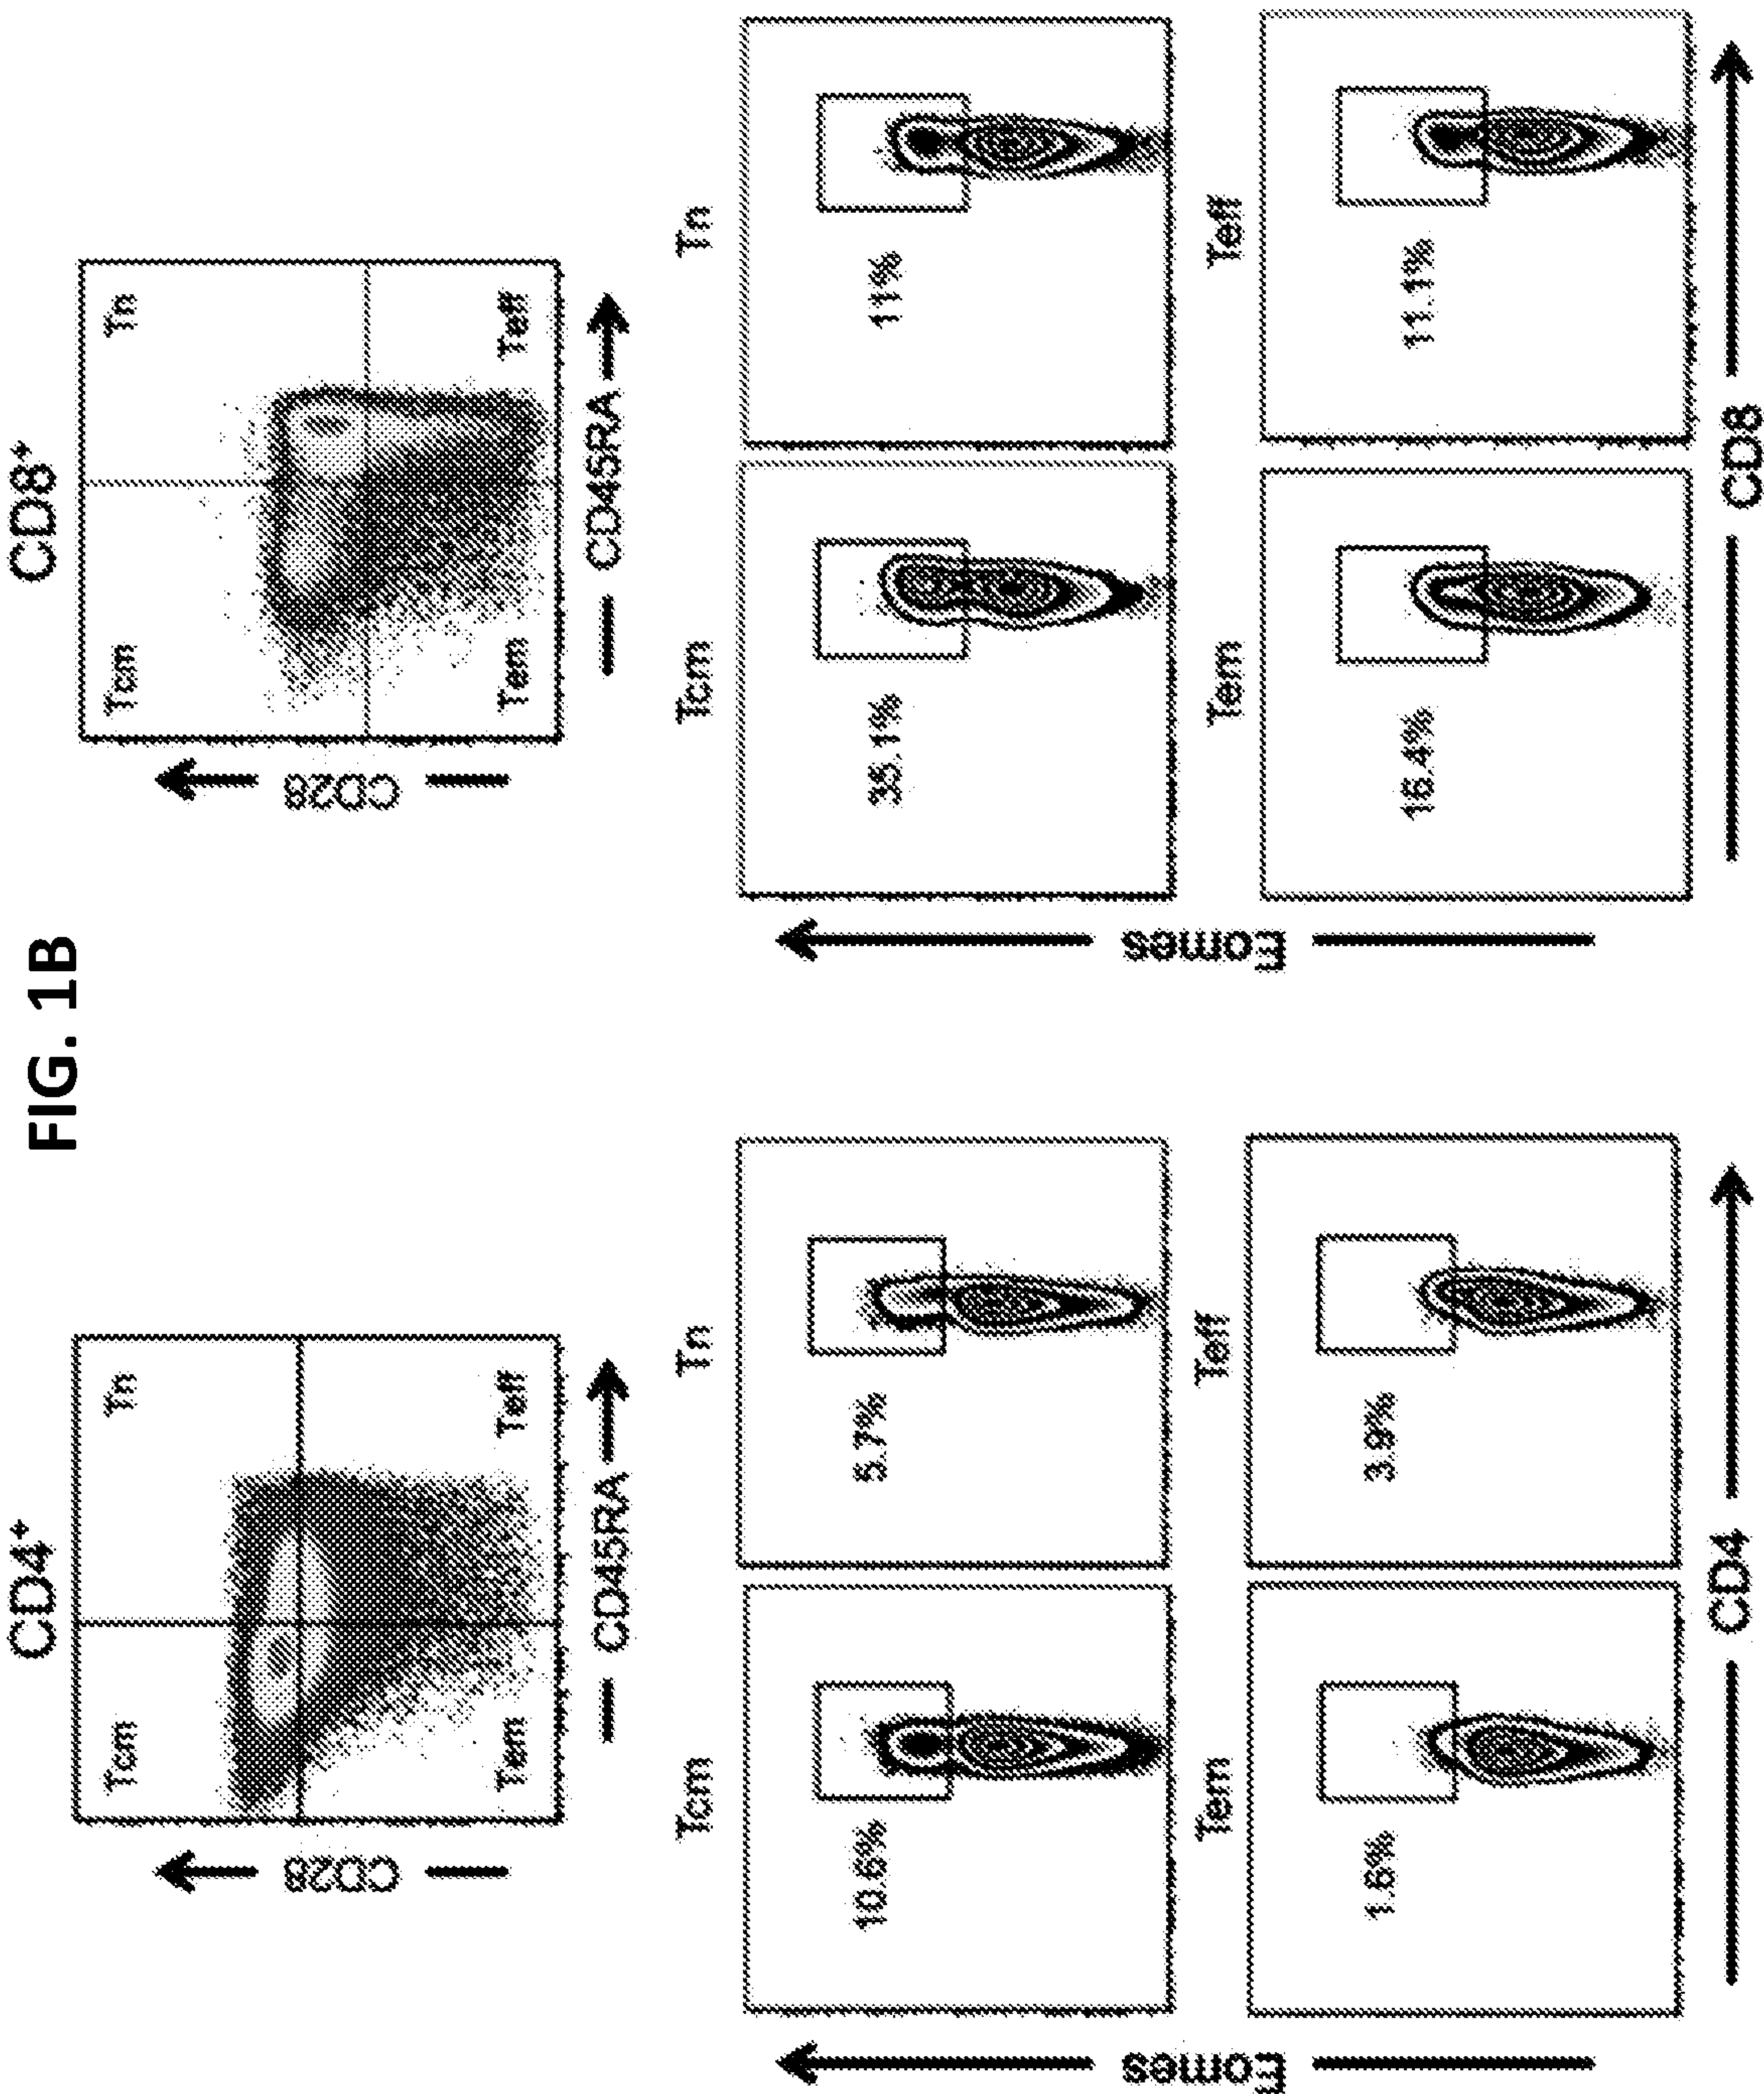 FIG. 1B
CD4⁺
Tcm
Tn
Tem
Teff
CD28
CD45RA
Tcm
Tn
10.6%
5.7%
Tem
Teff
1.6%
3.9%
Eomes
CD4
CD8⁺
Tcm
Tn
Tem
Teff
CD28
CD45RA
Tcm
Tn
35.1%
11%
Tem
Teff
16.4%
11.1%
Eomes
CD8